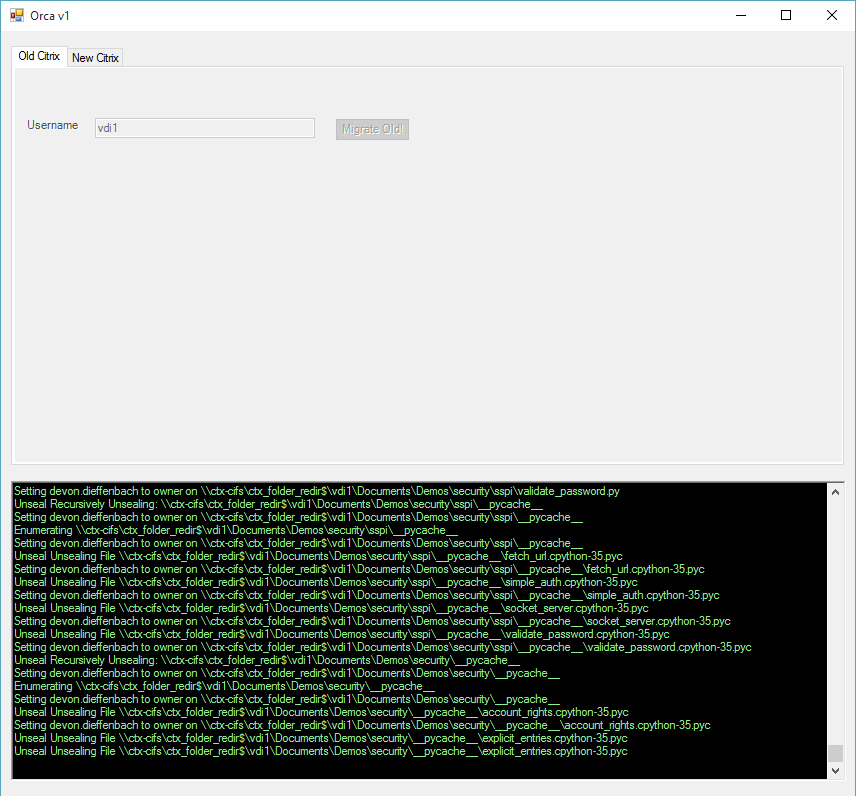 Orca v1
Old Citrix
New Citrix
Username
vdi1
Migrate Old!
Setting devon.dieffenbach to owner on \\ctx-cifs\ctx_folder_redir$\vdi1\Documents\Demos\security\sspi\validate_password.py
Unseal Recursively Unsealing: \\ctx-cifs\ctx_folder_redir$\vdi1\Documents\Demos\security\sspi\__pycache__
Setting devon.dieffenbach to owner on \\ctx-cifs\ctx_folder_redir$\vdi1\Documents\Demos\security\sspi\__pycache__
Enumerating \\ctx-cifs\ctx_folder_redir$\vdi1\Documents\Demos\security\sspi\__pycache__
Setting devon.dieffenbach to owner on \\ctx-cifs\ctx_folder_redir$\vdi1\Documents\Demos\security\sspi\__pycache__
Unseal Unsealing File \\ctx-cifs\ctx_folder_redir$\vdi1\Documents\Demos\security\sspi\__pycache__\fetch_url.cpython-35.pyc
Setting devon.dieffenbach to owner on \\ctx-cifs\ctx_folder_redir$\vdi1\Documents\Demos\security\sspi\__pycache__\fetch_url.cpython-35.pyc
Unseal Unsealing File \\ctx-cifs\ctx_folder_redir$\vdi1\Documents\Demos\security\sspi\__pycache__\simple_auth.cpython-35.pyc
Setting devon.dieffenbach to owner on \\ctx-cifs\ctx_folder_redir$\vdi1\Documents\Demos\security\sspi\__pycache__\simple_auth.cpython-35.pyc
Unseal Unsealing File \\ctx-cifs\ctx_folder_redir$\vdi1\Documents\Demos\security\sspi\__pycache__\socket_server.cpython-35.pyc
Setting devon.dieffenbach to owner on \\ctx-cifs\ctx_folder_redir$\vdi1\Documents\Demos\security\sspi\__pycache__\socket_server.cpython-35.pyc
Unseal Unsealing File \\ctx-cifs\ctx_folder_redir$\vdi1\Documents\Demos\security\sspi\__pycache__\validate_password.cpython-35.pyc
Setting devon.dieffenbach to owner on \\ctx-cifs\ctx_folder_redir$\vdi1\Documents\Demos\security\sspi\__pycache__\validate_password.cpython-35.pyc
Unseal Recursively Unsealing: \\ctx-cifs\ctx_folder_redir$\vdi1\Documents\Demos\security\__pycache__
Setting devon.dieffenbach to owner on \\ctx-cifs\ctx_folder_redir$\vdi1\Documents\Demos\security\__pycache__
Enumerating \\ctx-cifs\ctx_folder_redir$\vdi1\Documents\Demos\security\__pycache__
Setting devon.dieffenbach to owner on \\ctx-cifs\ctx_folder_redir$\vdi1\Documents\Demos\security\__pycache__
Unseal Unsealing File \\ctx-cifs\ctx_folder_redir$\vdi1\Documents\Demos\security\__pycache__\account_rights.cpython-35.pyc
Setting devon.dieffenbach to owner on \\ctx-cifs\ctx_folder_redir$\vdi1\Documents\Demos\security\__pycache__\account_rights.cpython-35.pyc
Unseal Unsealing File \\ctx-cifs\ctx_folder_redir$\vdi1\Documents\Demos\security\__pycache__\explicit_entries.cpython-35.pyc
Unseal Unsealing File \\ctx-cifs\ctx_folder_redir$\vdi1\Documents\Demos\security\__pycache__\explicit_entries.cpython-35.pyc